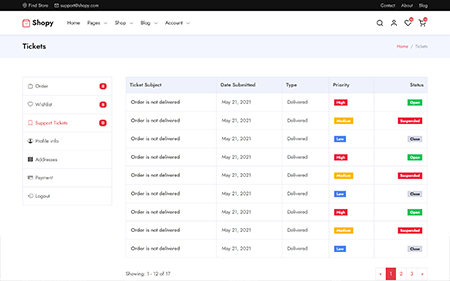 Find Store support@shopy.com Contact About Blog
Shopy Home Pages Shop Blog Account
Tickets Home / Tickets
Order
Wishlist
Support Tickets
Profile Info
Addresses
Payment
Logout
Ticket Subject Date Submitted Type Priority Status
Order is not delivered May 21, 2021 Delivered High Open
Order is not delivered May 21, 2021 Delivered Medium Suspended
Order is not delivered May 21, 2021 Delivered Low Close
Order is not delivered May 21, 2021 Delivered High Open
Order is not delivered May 21, 2021 Delivered Medium Suspended
Order is not delivered May 21, 2021 Delivered Low Close
Order is not delivered May 21, 2021 Delivered High Open
Order is not delivered May 21, 2021 Delivered Medium Suspended
Order is not delivered May 21, 2021 Delivered Low Close
Showing: 1 - 12 of 17 « 1 2 3 »